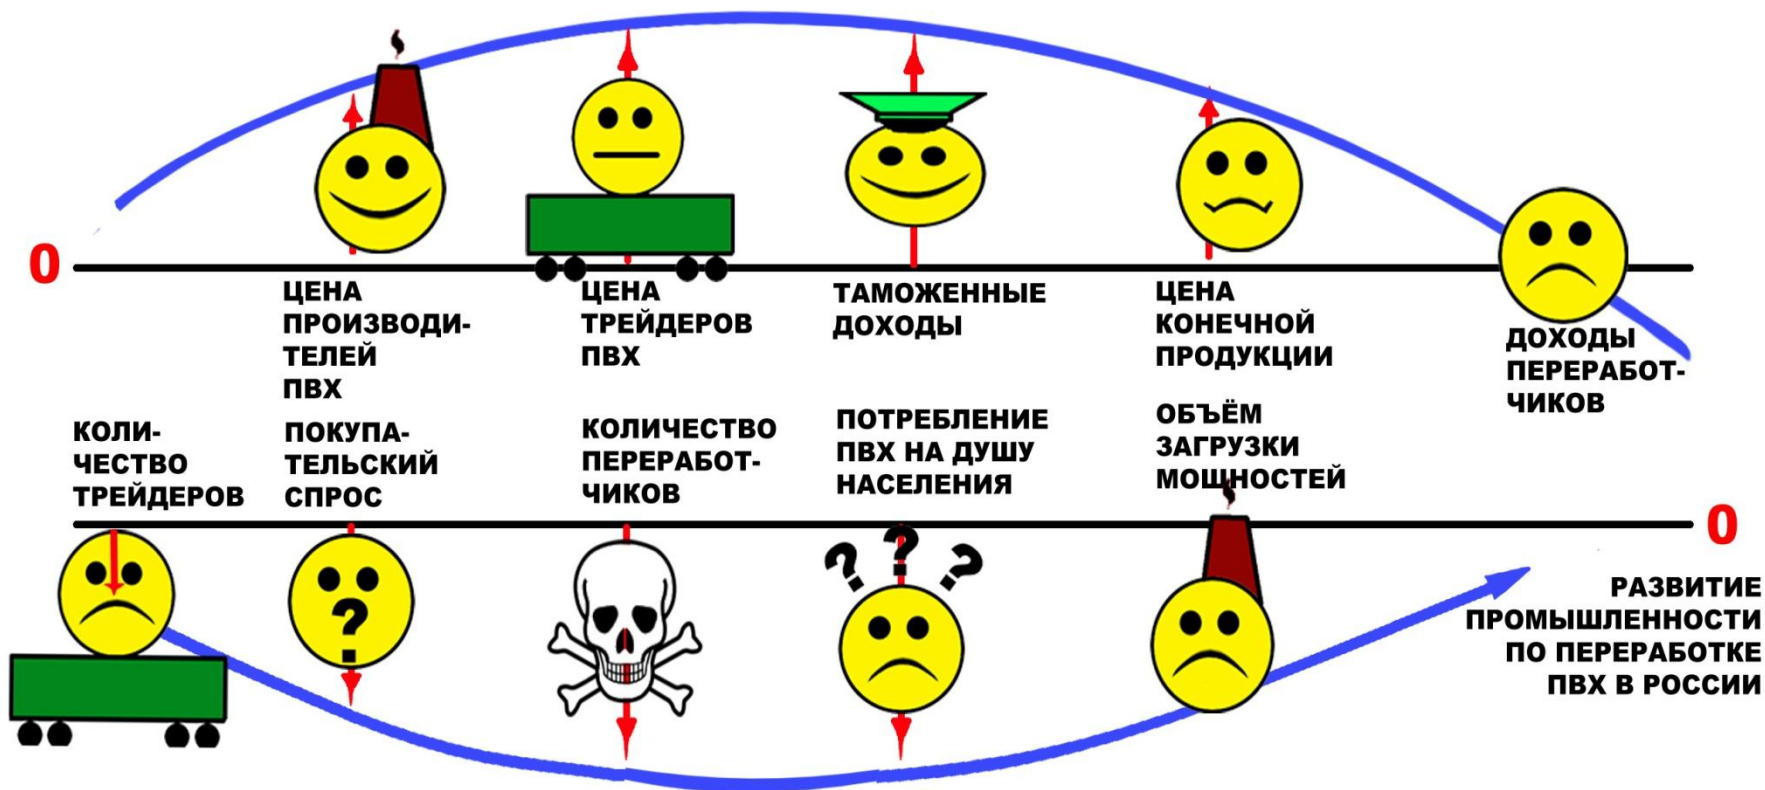 0
ЦЕНА
ПРОИЗВОДИ-
ТЕЛЕЙ
ПВХ
ЦЕНА
ТРЕЙДЕРОВ
ПВХ
ТАМОЖЕННЫЕ
ДОХОДЫ
ЦЕНА
КОНЕЧНОЙ
ПРОДУКЦИИ
ДОХОДЫ
ПЕРЕРАБОТ-
ЧИКОВ
КОЛИ-
ЧЕСТВО
ТРЕЙДЕРОВ
ПОКУПА-
ТЕЛЬСКИЙ
СПРОС
КОЛИЧЕСТВО
ПЕРЕРАБОТ-
ЧИКОВ
ПОТРЕБЛЕНИЕ
ПВХ НА ДУШУ
НАСЕЛЕНИЯ
ОБЪЁМ
ЗАГРУЗКИ
МОЩНОСТЕЙ
0
?
? ? ?
РАЗВИТИЕ
ПРОМЫШЛЕННОСТИ
ПО ПЕРЕРАБОТКЕ
ПВХ В РОССИИ